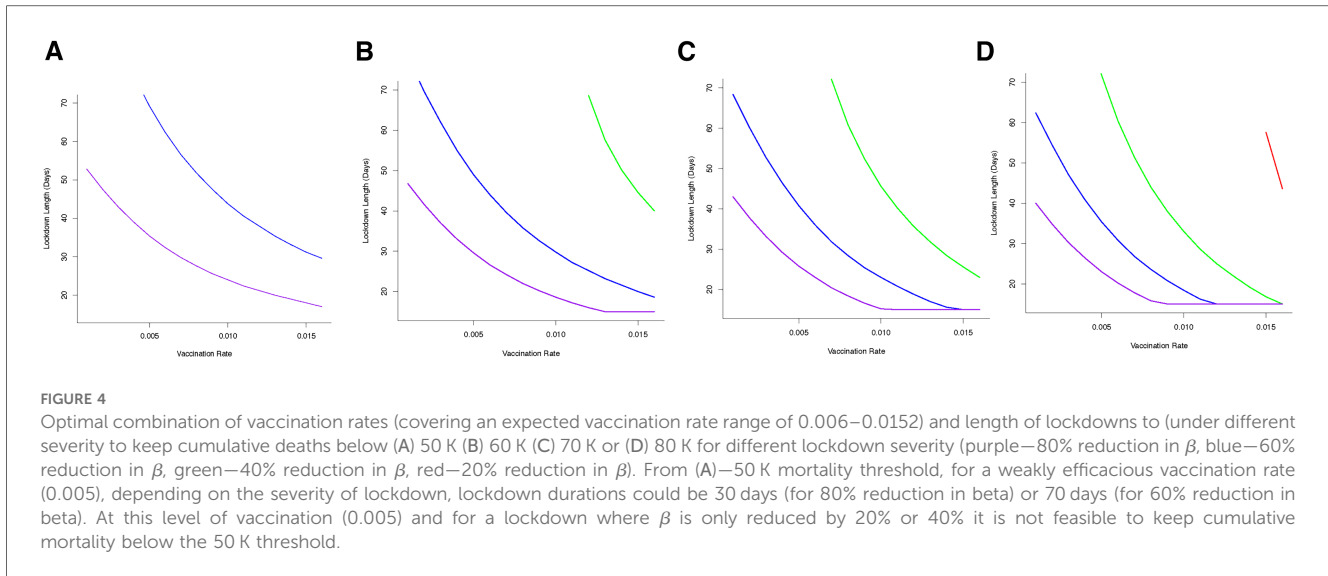 A
B
C
D
70
60
50
40
30
20
Lockdown Length (Days)
0.005
0.010
0.015
Vaccination Rate
70
60
50
40
30
20
Lockdown Length (Days)
0.005
0.010
0.015
Vaccination Rate
70
60
50
40
30
20
Lockdown Length (Days)
0.005
0.010
0.015
Vaccination Rate
70
60
50
40
30
20
Lockdown Length (Days)
0.005
0.010
0.015
Vaccination Rate
FIGURE 4
Optimal combination of vaccination rates (covering an expected vaccination rate range of 0.006–0.0152) and length of lockdowns to (under different
severity to keep cumulative deaths below (A) 50 K (B) 60 K (C) 70 K or (D) 80 K for different lockdown severity (purple—80% reduction in β, blue—60%
reduction in β, green—40% reduction in β, red—20% reduction in β). From (A)—50 K mortality threshold, for a weakly efficacious vaccination rate
(0.005), depending on the severity of lockdown, lockdown durations could be 30 days (for 80% reduction in beta) or 70 days (for 60% reduction in
beta). At this level of vaccination (0.005) and for a lockdown where β is only reduced by 20% or 40% it is not feasible to keep cumulative
mortality below the 50 K threshold.